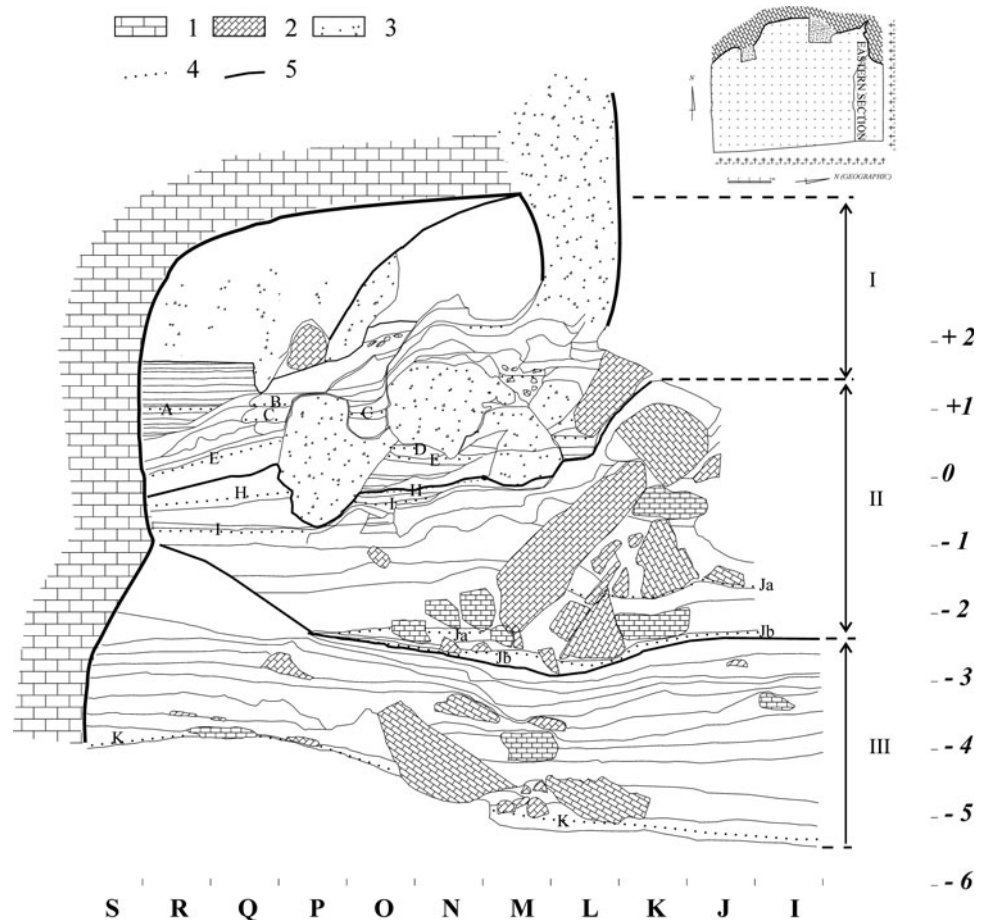 1 2 3
4 5
N
EASTERN SECTION
N (GEOGRAPHIC)
I
+ 2
A
B
C
C
+ 1
D
E
E
0
H
H
I
I
II
- 1
Ja
- 2
Ja
Jb
Jb
- 3
K
III
- 4
K
- 5
- 6
S R Q P O N M L K J I